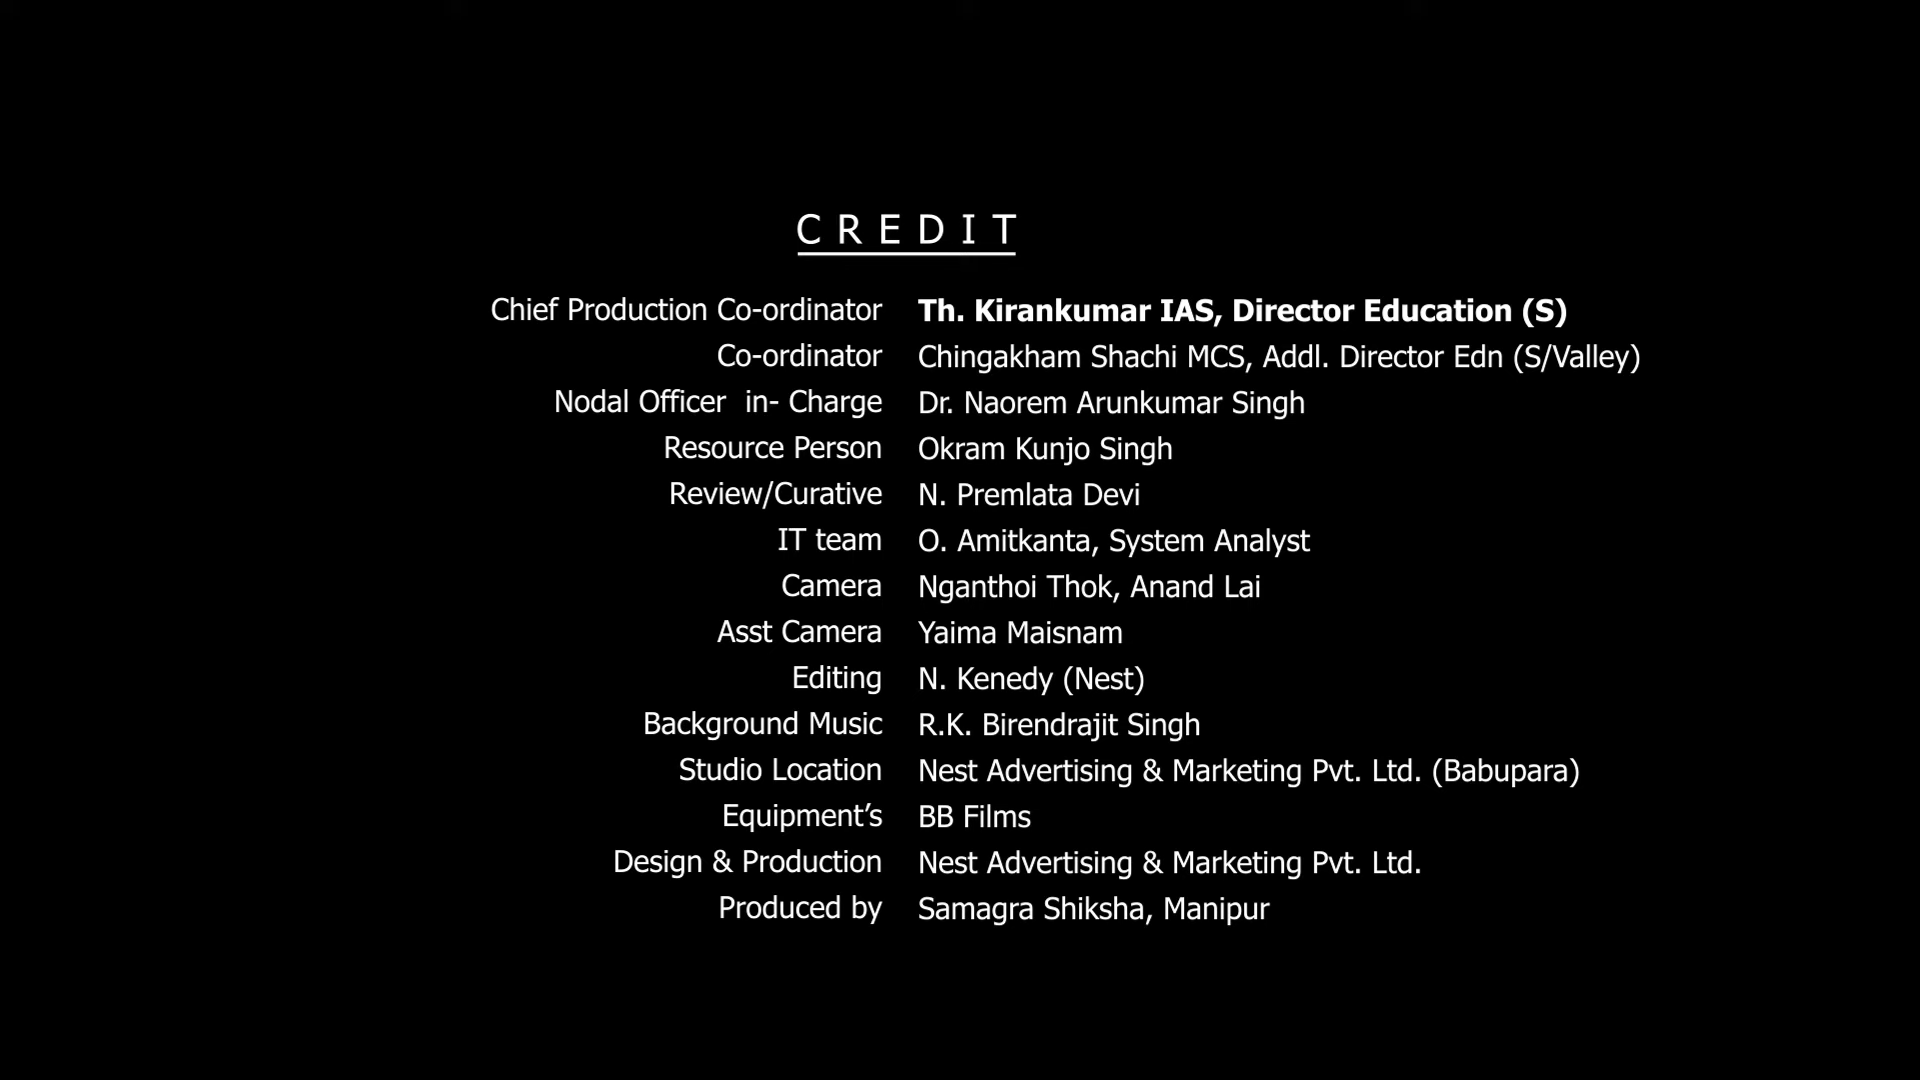 CREDIT
Chief Production Co-ordinator Th. Kirankumar IAS, Director Education (S)
Co-ordinator Chingakham Shachi MCS, Addl. Director Edn (S/Valley)
Nodal Officer in- Charge Dr. Naorem Arunkumar Singh
Resource Person Okram Kunjo Singh
Review/Curative N. Premlata Devi
IT team O. Amitkanta, System Analyst
Camera Nganthoi Thok, Anand Lai
Asst Camera Yaima Maisnam
Editing N. Kenedy (Nest)
Background Music R.K. Birendrajit Singh
Studio Location Nest Advertising & Marketing Pvt. Ltd. (Babupara)
Equipment’s BB Films
Design & Production Nest Advertising & Marketing Pvt. Ltd.
Produced by Samagra Shiksha, Manipur